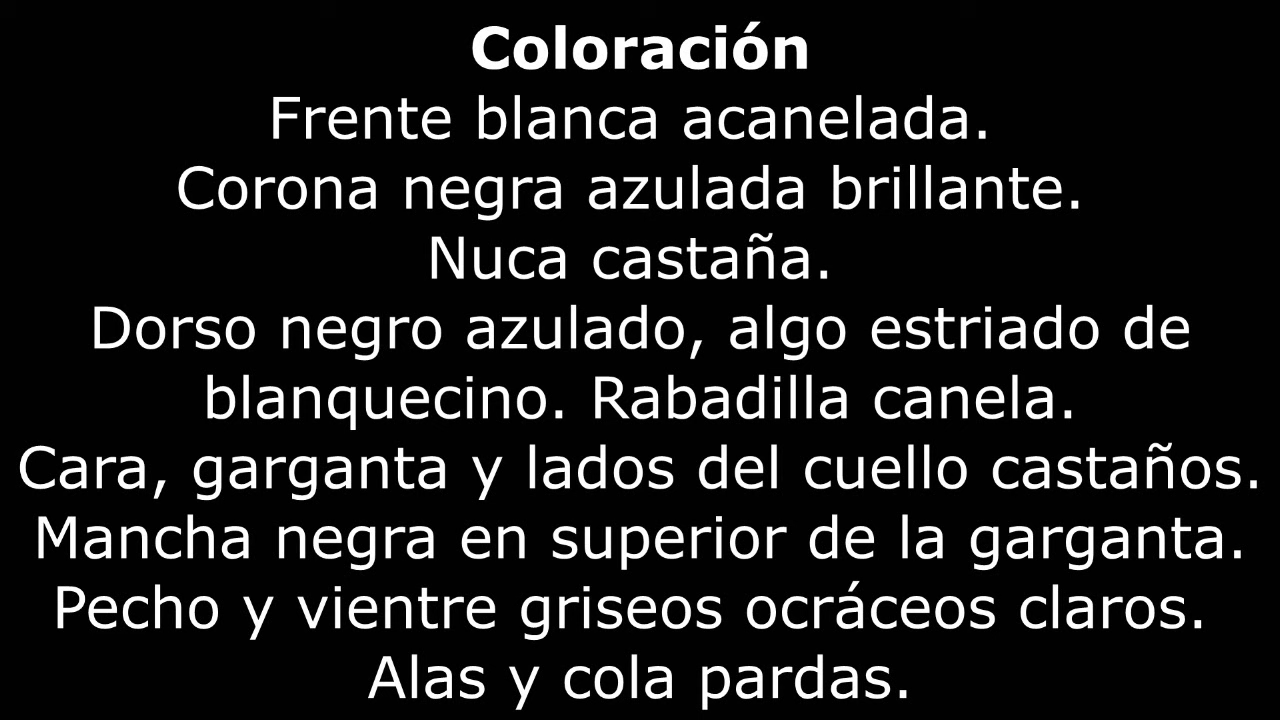 Coloración
Frente blanca acanelada.
Corona negra azulada brillante.
Nuca castaña.
Dorso negro azulado, algo estriado de
blanquecino. Rabadilla canela.
Cara, garganta y lados del cuello castaños.
Mancha negra en superior de la garganta.
Pecho y vientre griseos ocráceos claros.
Alas y cola pardas.